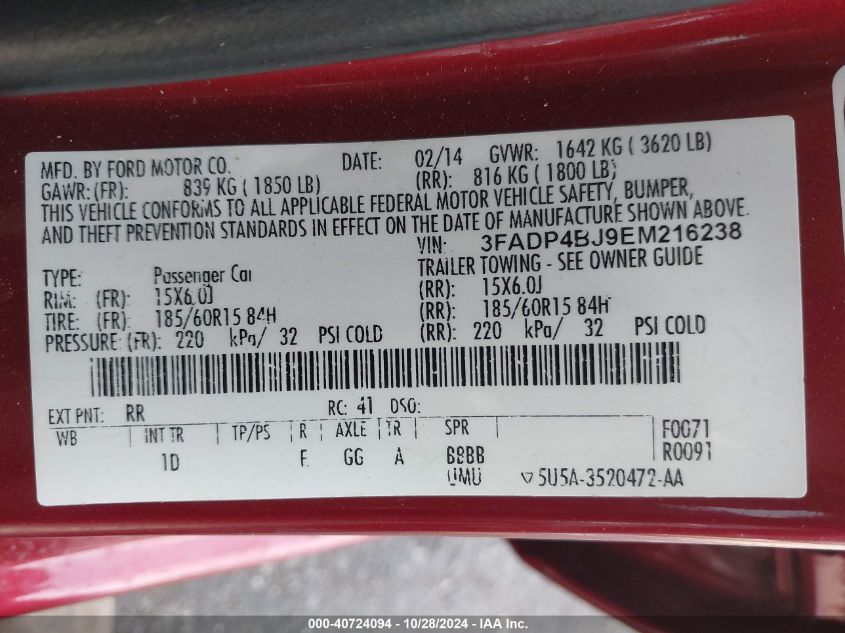 MFD. BY FORD MOTOR CO. DATE: 02/14 GVWR: 1642 KG ( 3620 LB)
GAWR: (FR): 839 KG ( 1850 LB) (RR): 816 KG ( 1800 LB)
THIS VEHICLE CONFORMS TO ALL APPLICABLE FEDERAL MOTOR VEHICLE SAFETY, BUMPER,
AND THEFT PREVENTION STANDARDS IN EFFECT ON THE DATE OF MANUFACTURE SHOWN ABOVE.
VIN: 3FADP4BJ9EM216238
TYPE: Passenger Car TRAILER TOWING - SEE OWNER GUIDE
RIM: (FR): 15X6.0J (RR): 15X6.0J
TIRE: (FR): 185/60R15 84H (RR): 185/60R15 84H
PRESSURE: (FR): 220 kPa/ 32 PSI COLD (RR): 220 kPa/ 32 PSI COLD
EXT PNT: RR RC: 41 DSO:
WB | INT TR | TP/PS | R | AXLE | TR | SPR F0071
1D F GG A BBBB R0091
UMU 5U5A-3520472-AA
000-40724094 - 10/28/2024 - IAA Inc.